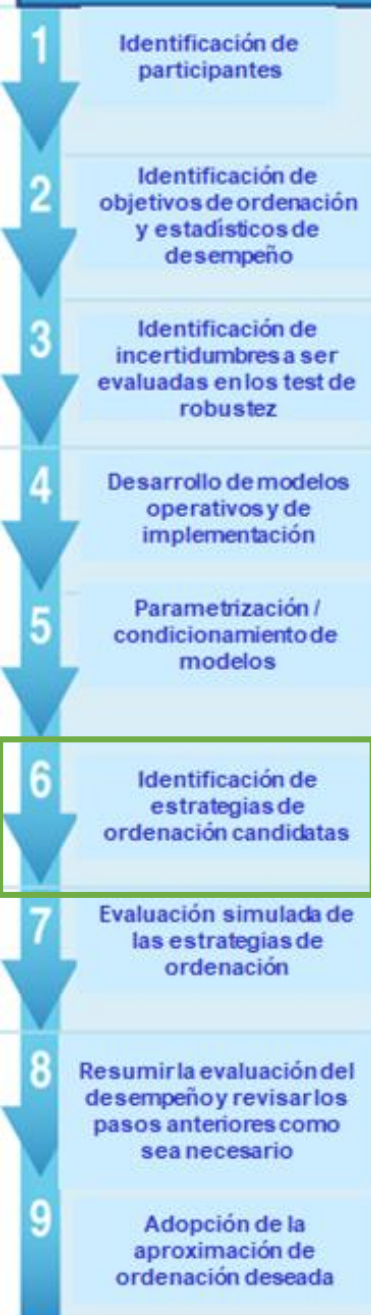 1
Identificación de
participantes
2
Identificación de
objetivos de ordenación
y estadísticos de
desempeño
3
Identificación de
incertidumbres a ser
evaluadas en los test de
robustez
4
Desarrollo de modelos
operativos y de
implementación
5
Parametrización /
condicionamiento de
modelos
6
Identificación de
estrategias de
ordenación candidatas
7
Evaluación simulada de
las estrategias de
ordenación
8
Resumir la evaluación del
desempeño y revisar los
pasos anteriores como
sea necesario
9
Adopción de la
aproximación de
ordenación deseada